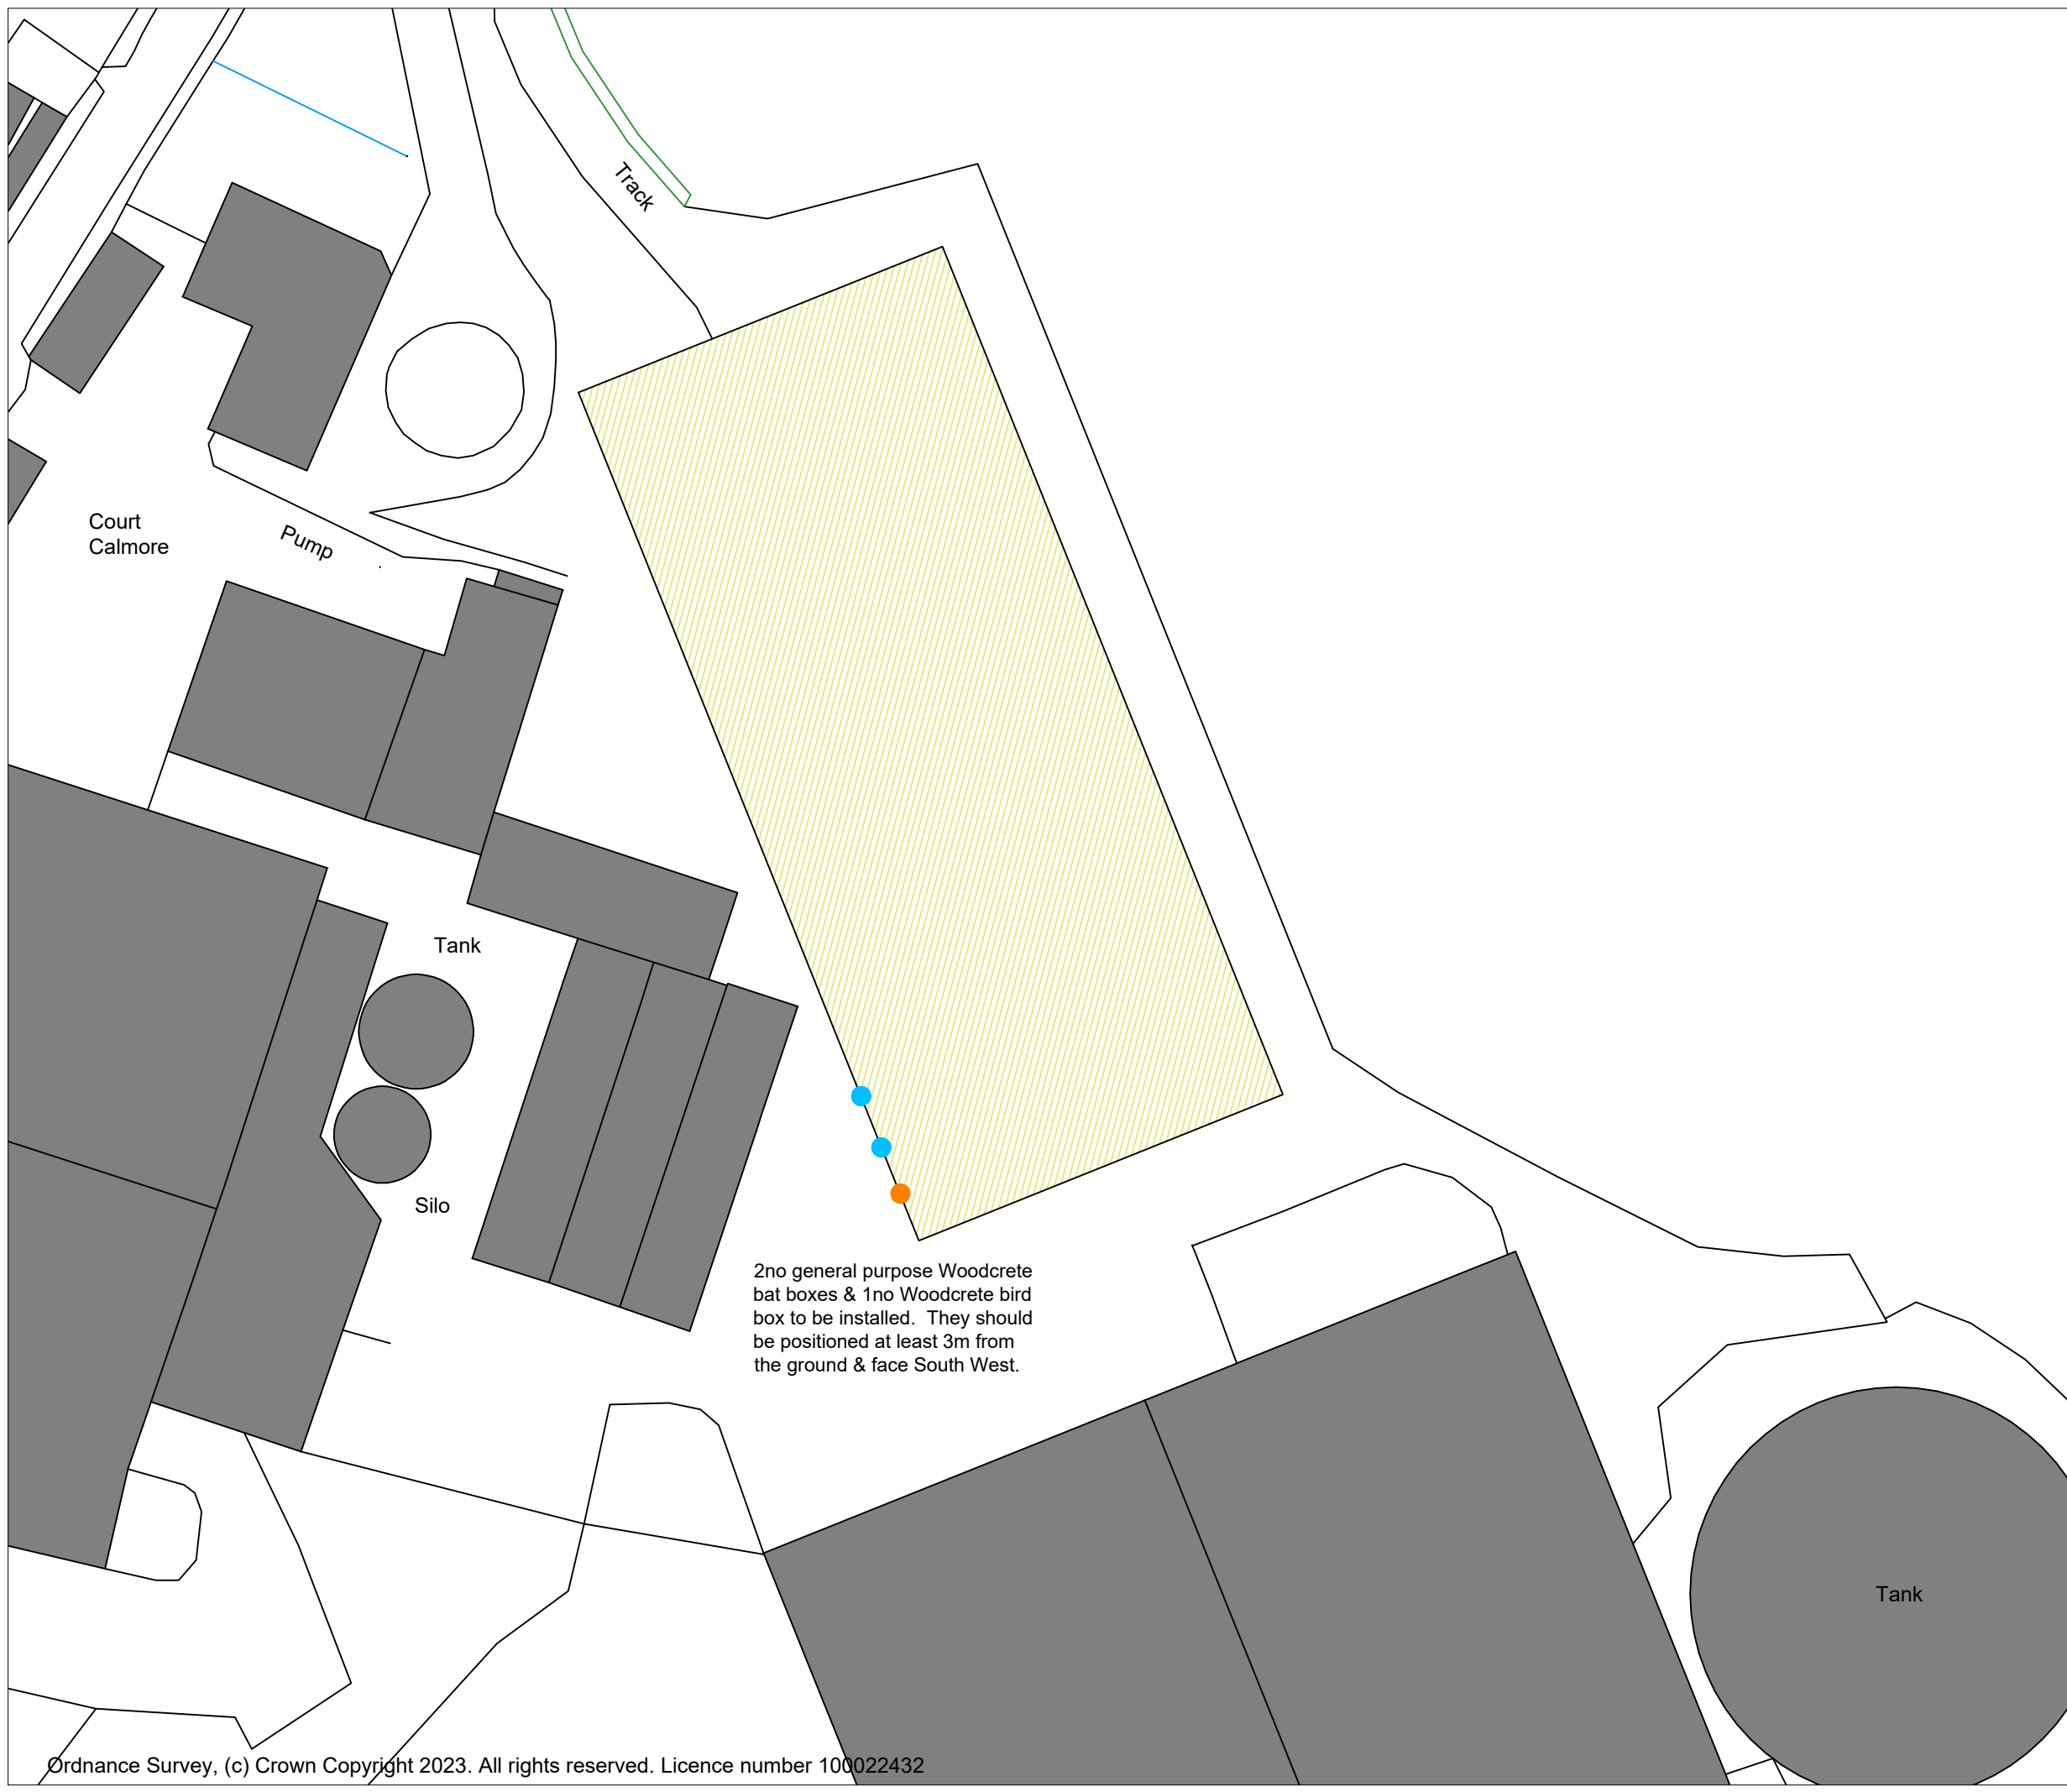 Track
Court
Calmore
Pump
Tank
Silo
2no general purpose Woodcrete
bat boxes & 1no Woodcrete bird
box to be installed.  They should
be positioned at least 3m from
the ground & face South West.
Tank
Ordnance Survey, (c) Crown Copyright 2023. All rights reserved. Licence number 100022432